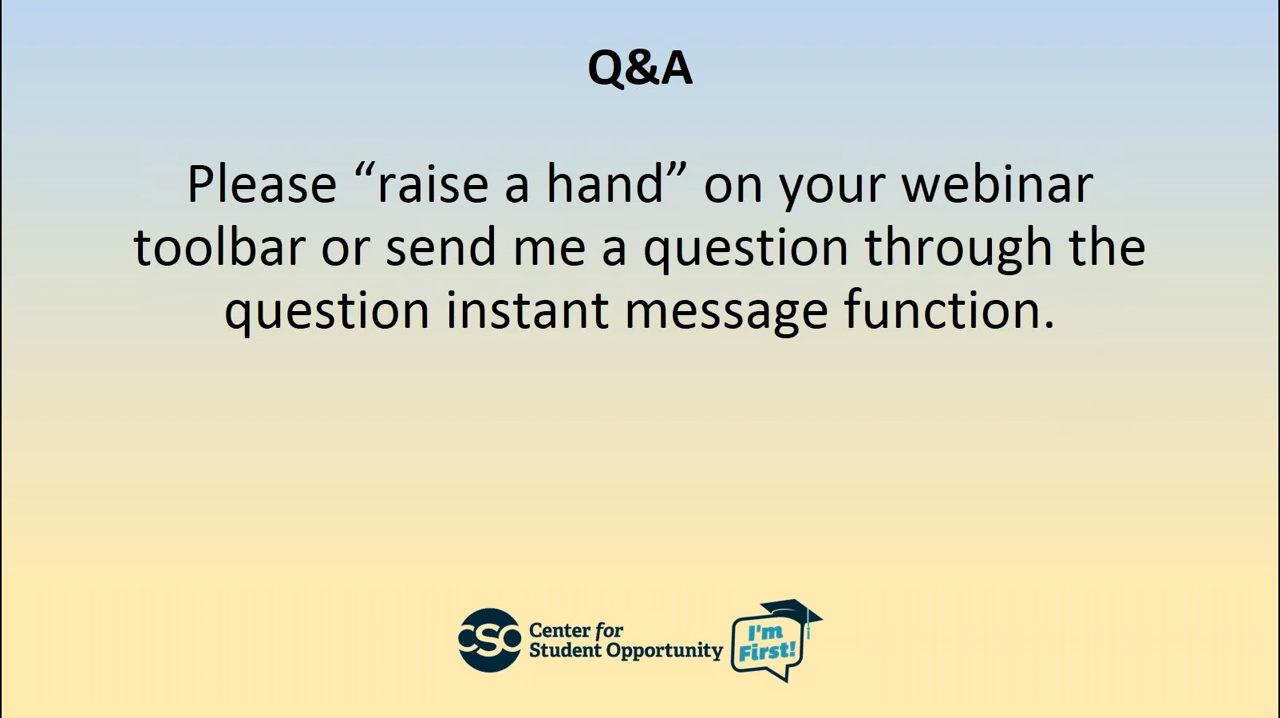 Q&A
Please “raise a hand” on your webinar
toolbar or send me a question through the
question instant message function.
CSO
Center for
Student Opportunity
I'm
First!